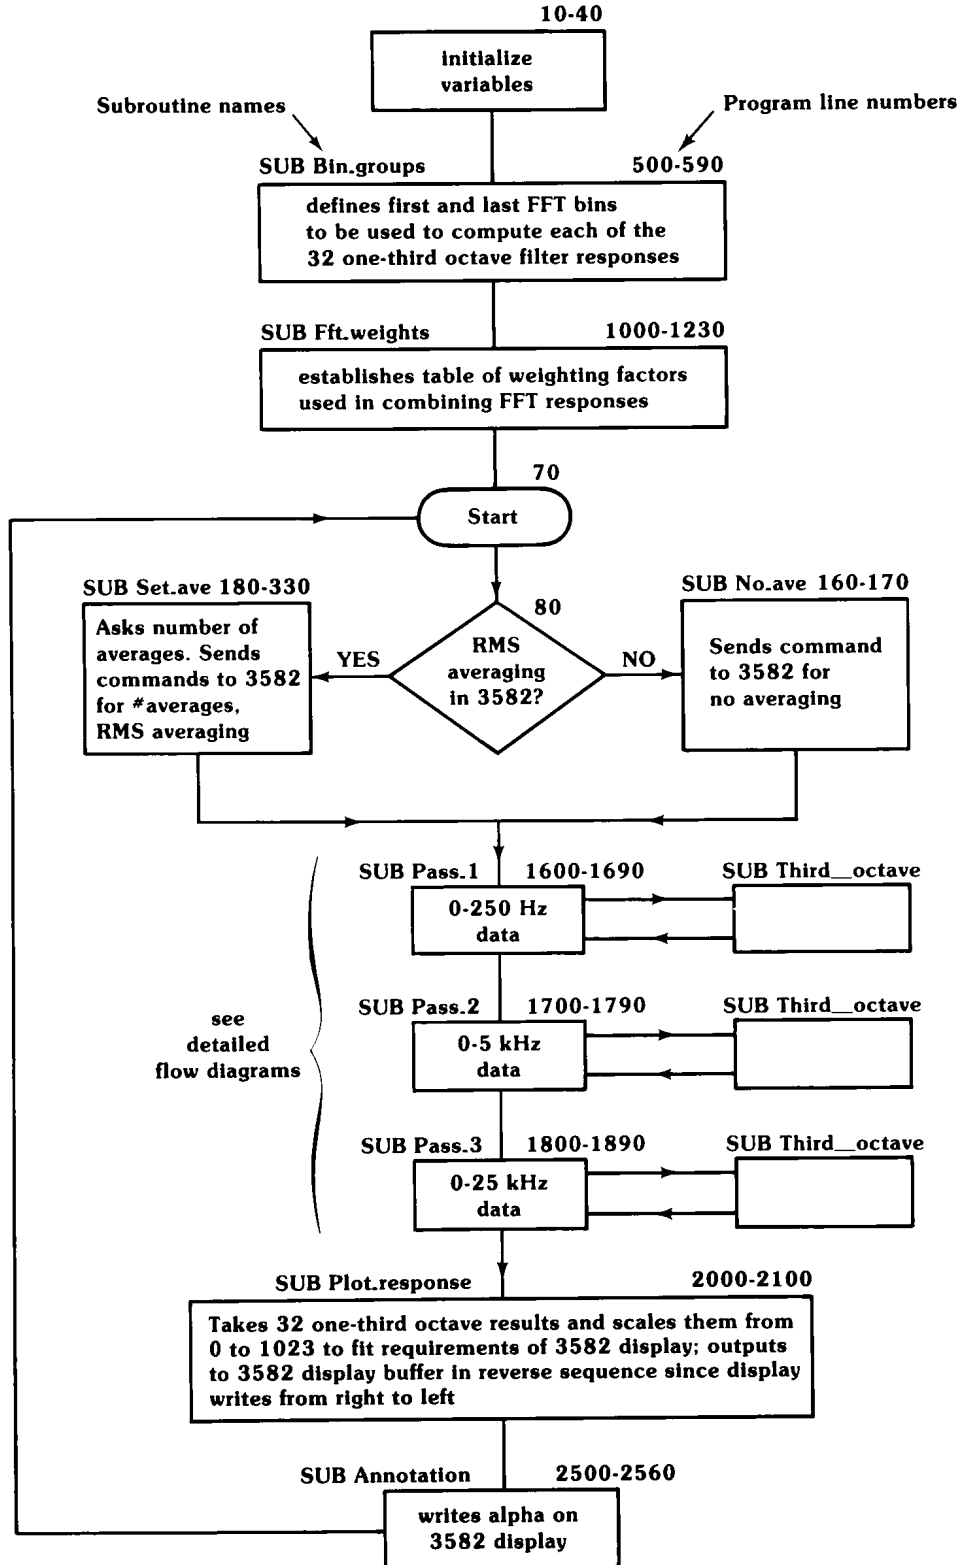 10-40
initialize
variables
Subroutine names
Program line numbers
SUB Bin.groups 500-590
defines first and last FFT bins
to be used to compute each of the
32 one-third octave filter responses
SUB Fft.weights 1000-1230
establishes table of weighting factors
used in combining FFT responses
70
Start
SUB Set.ave 180-330
Asks number of
averages. Sends
commands to 3582
for #averages,
RMS averaging
YES
80
RMS
averaging
in 3582?
NO
SUB No.ave 160-170
Sends command
to 3582 for
no averaging
see
detailed
flow diagrams
SUB Pass.1 1600-1690
0-250 Hz
data
SUB Third__octave
SUB Pass.2 1700-1790
0-5 kHz
data
SUB Third__octave
SUB Pass.3 1800-1890
0-25 kHz
data
SUB Third__octave
SUB Plot.response 2000-2100
Takes 32 one-third octave results and scales them from
0 to 1023 to fit requirements of 3582 display; outputs
to 3582 display buffer in reverse sequence since display
writes from right to left
SUB Annotation 2500-2560
writes alpha on
3582 display